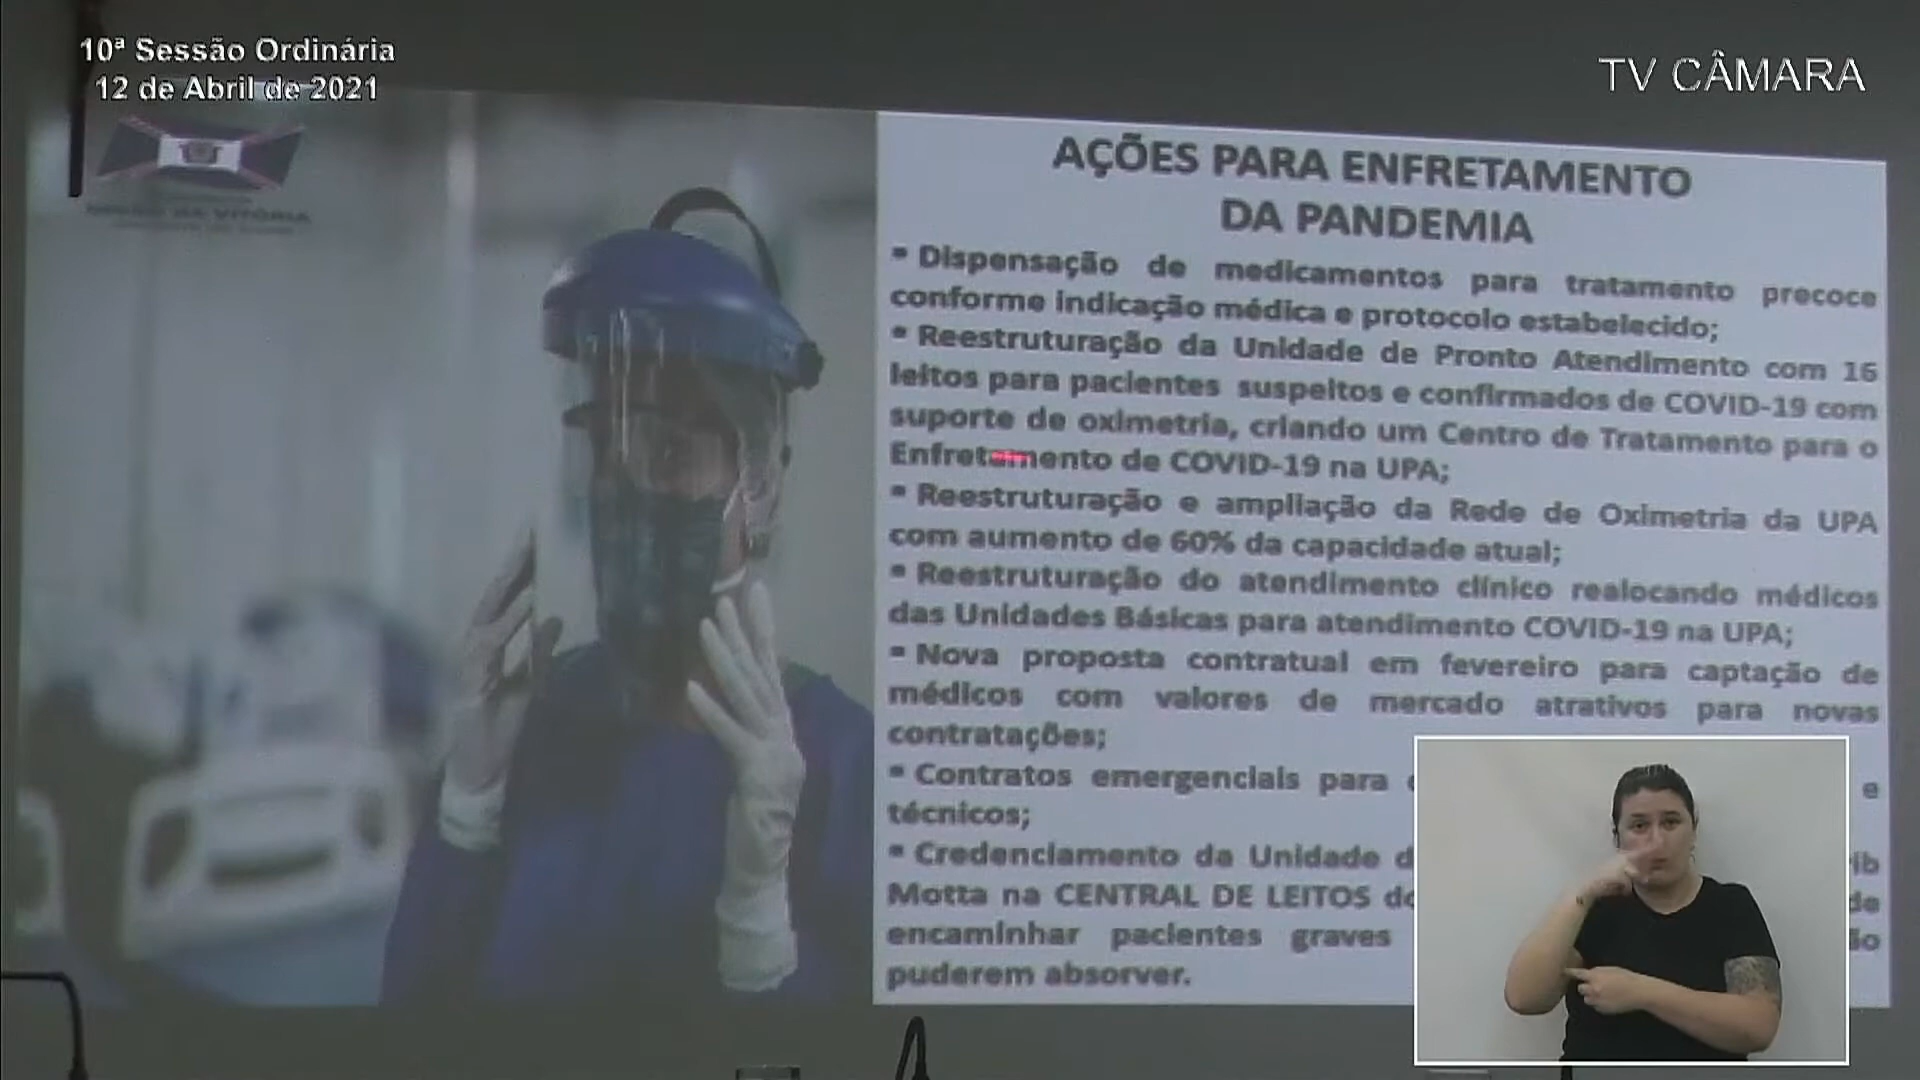 10ª Sessão Ordinária
12 de Abril de 2021
TV CÂMARA
AÇÕES PARA ENFRETAMENTO
DA PANDEMIA
▪ Dispensação de medicamentos para tratamento precoce
conforme indicação médica e protocolo estabelecido;
▪ Reestruturação da Unidade de Pronto Atendimento com 16
leitos para pacientes suspeitos e confirmados de COVID-19 com
suporte de oximetria, criando um Centro de Tratamento para o
Enfretamento de COVID-19 na UPA;
▪ Reestruturação e ampliação da Rede de Oximetria da UPA
com aumento de 60% da capacidade atual;
▪ Reestruturação do atendimento clínico realocando médicos
das Unidades Básicas para atendimento COVID-19 na UPA;
▪ Nova proposta contratual em fevereiro para captação de
médicos com valores de mercado atrativos para novas
contratações;
▪ Contratos emergenciais para e
técnicos;
▪ Credenciamento da Unidade
Motta na CENTRAL DE LEITOS de
encaminhar pacientes graves
puderem absorver.